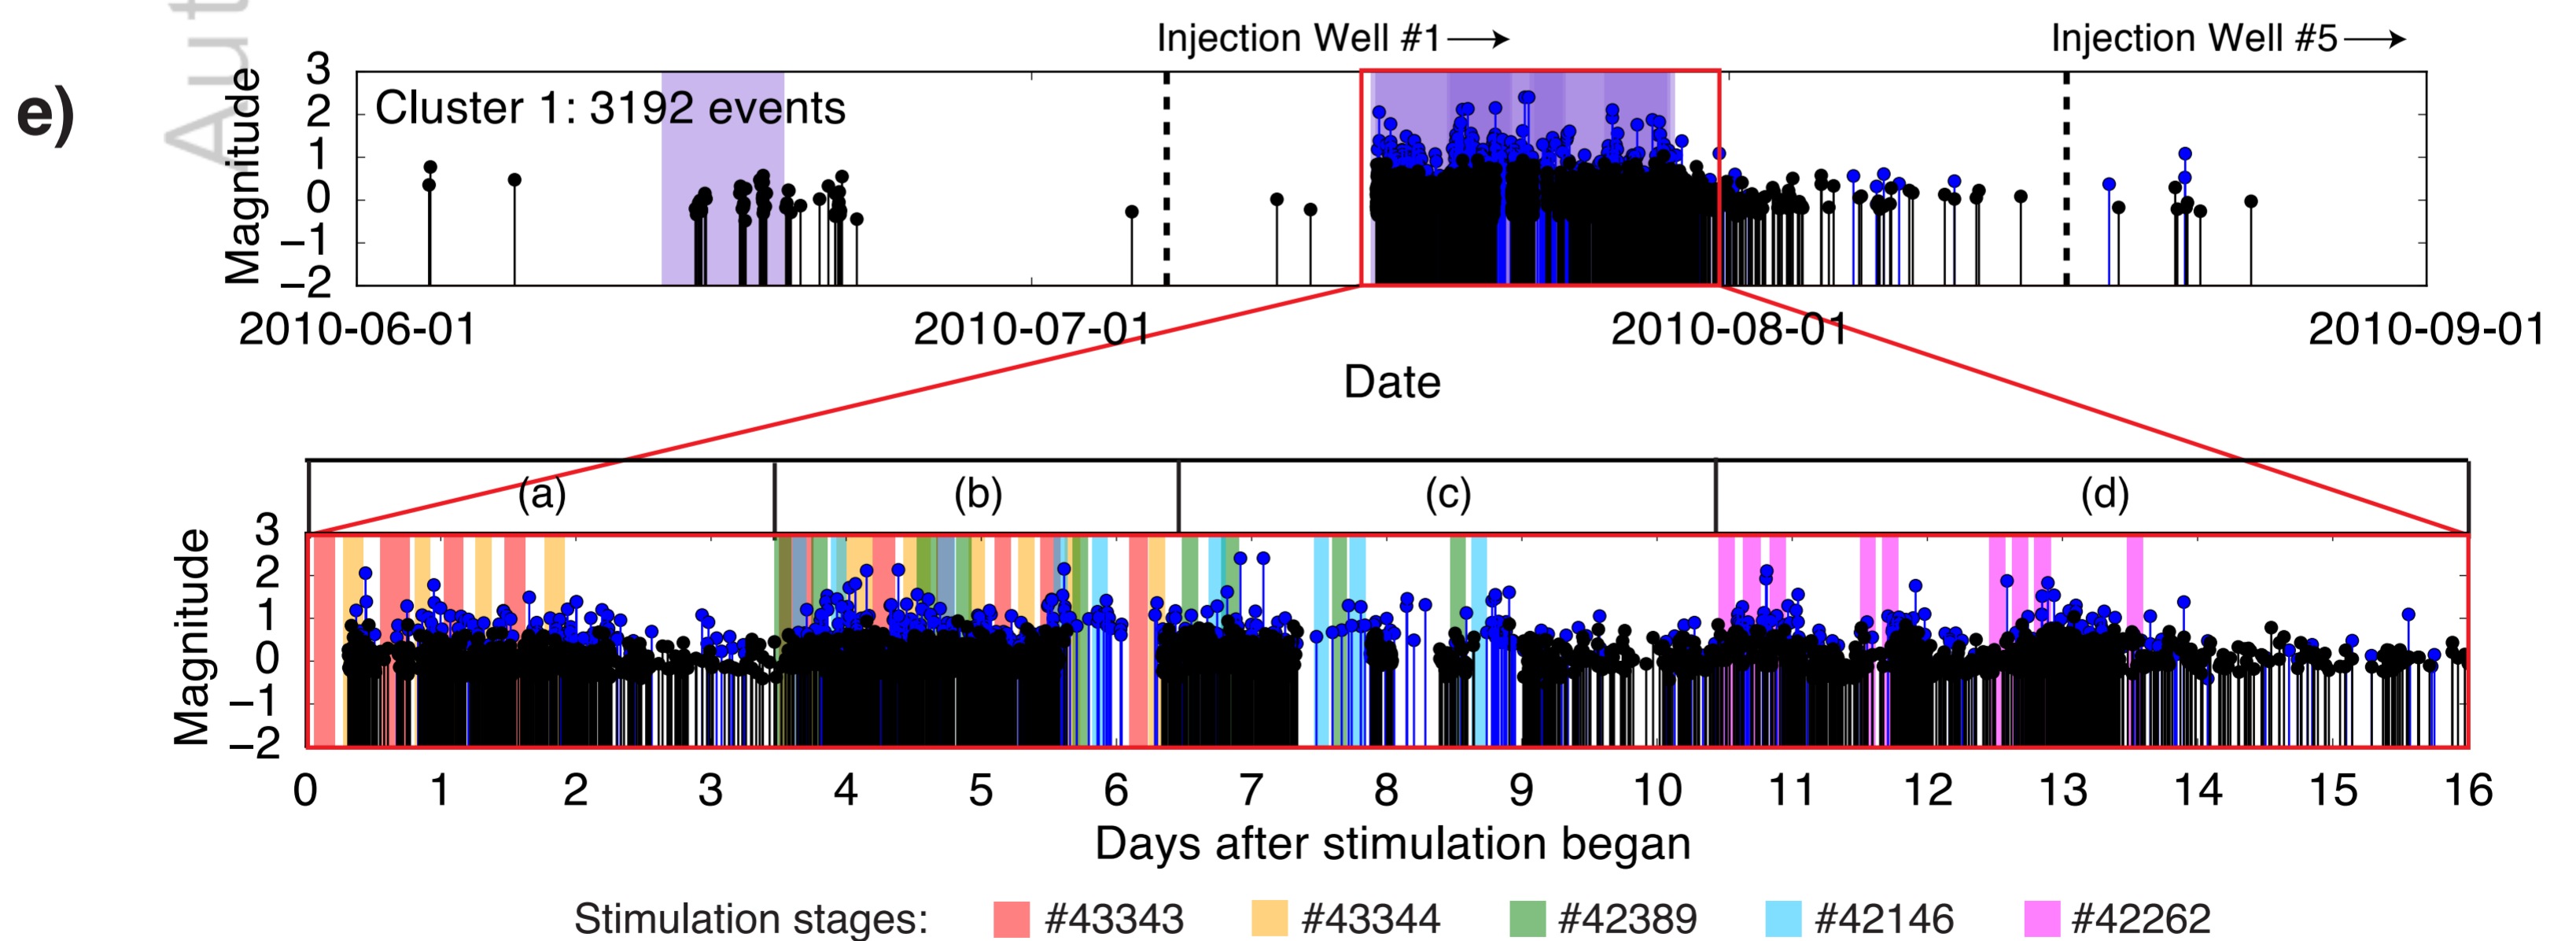 Aut
e)
Injection Well #1
Injection Well #5
Cluster 1: 3192 events
Magnitude
3
2
1
0
−1
−2
2010-06-01 2010-07-01 2010-08-01 2010-09-01
Date
(a) (b) (c) (d)
Magnitude
3
2
1
0
−1
−2
0 1 2 3 4 5 6 7 8 9 10 11 12 13 14 15 16
Days after stimulation began
Stimulation stages: #43343 #43344 #42389 #42146 #42262